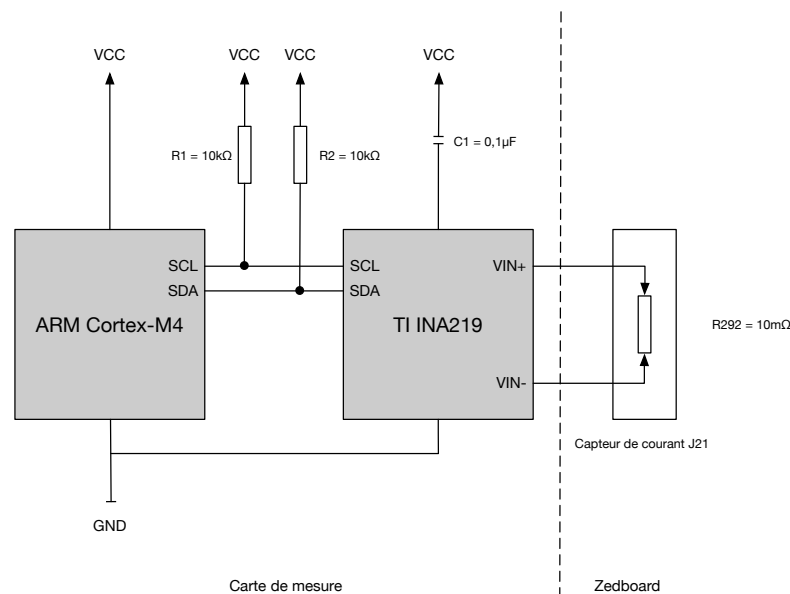 VCC
VCC
VCC
VCC
R1 = 10kΩ
R2 = 10kΩ
C1 = 0,1µF
SCL
SDA
ARM Cortex-M4
SCL
SDA
TI INA219
VIN+
VIN-
R292 = 10mΩ
Capteur de courant J21
GND
Carte de mesure
Zedboard